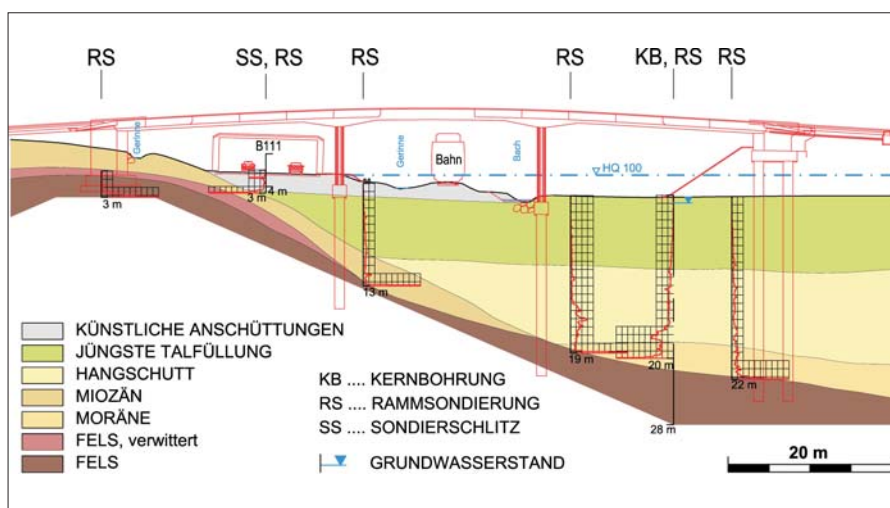 RS
SS, RS
RS
RS
KB, RS
RS
Gerinne
B111
Gerinne
Bahn
Bach
HQ 100
3 m
3 m
4 m
13 m
19 m
20 m
22 m
28 m
KÜNSTLICHE ANSCHÜTTUNGEN
JÜNGSTE TALFÜLLUNG
HANGSCHUTT
MIOZÄN
MORÄNE
FELS, verwittert
FELS
KB .... KERNBOHRUNG
RS .... RAMMSONDIERUNG
SS .... SONDIERSCHLITZ
GRUNDWASSERSTAND
20 m